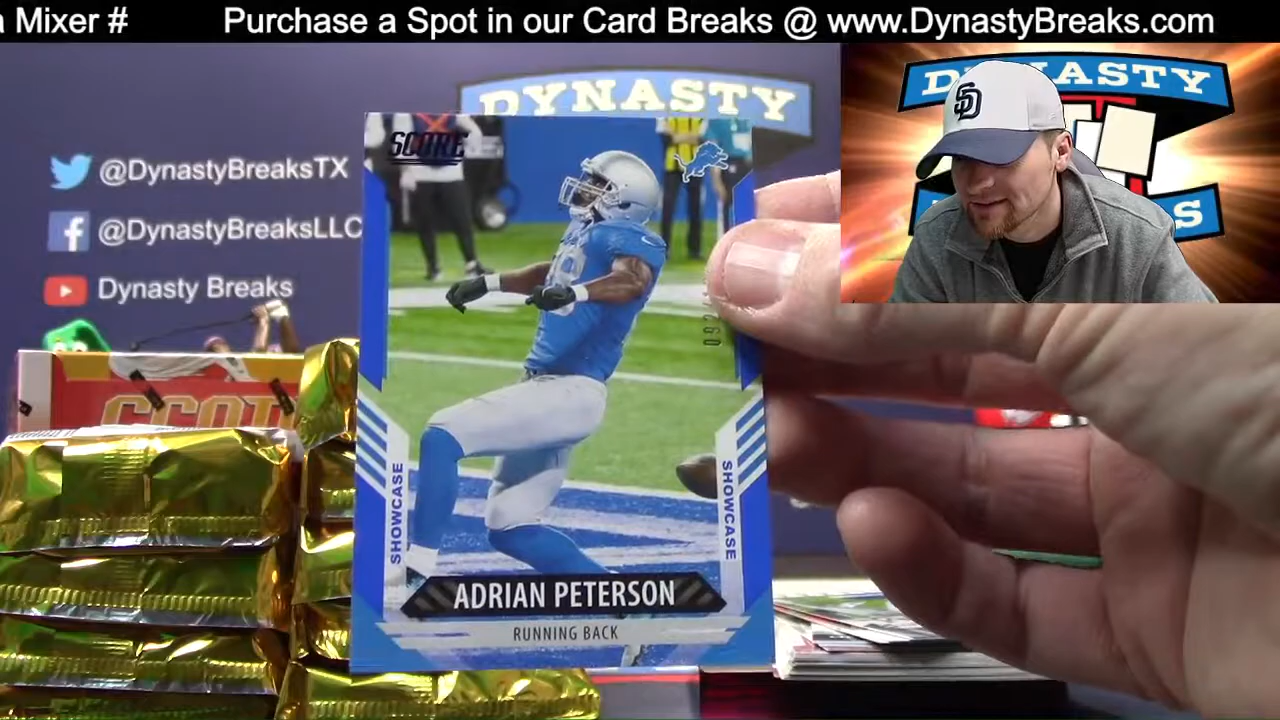 a Mixer # Purchase a Spot in our Card Breaks @ www.DynastyBreaks.com
DYNASTY
DYNASTY
SD
@DynastyBreaksTX
@DynastyBreaksLLC
Dynasty Breaks
SCORE
SHOWCASE
SHOWCASE
ADRIAN PETERSON
RUNNING BACK